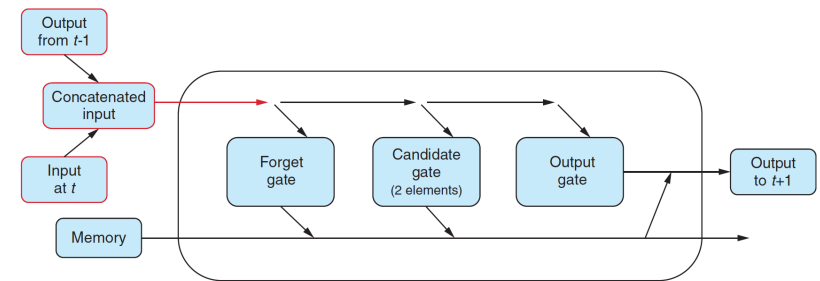 Output
from t-1
Concatenated
input
Input
at t
Memory
Forget
gate
Candidate
gate
(2 elements)
Output
gate
Output
to t+1